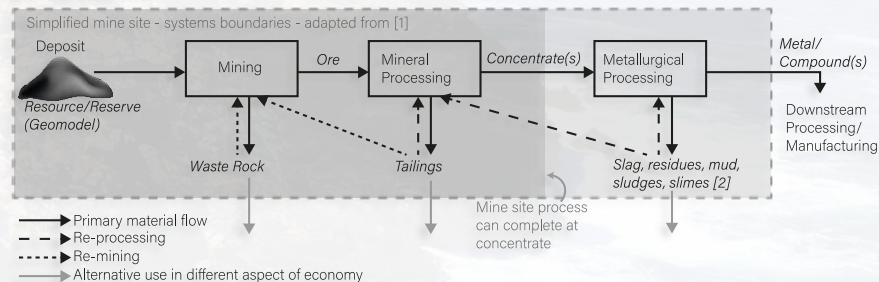 Simplified mine site - systems boundaries - adapted from [1]
Deposit
Resource/Reserve
(Geomodel)
Mining
Ore
Mineral
Processing
Concentrate(s)
Metallurgical
Processing
Metal/
Compound(s)
Downstream
Processing/
Manufacturing
Waste Rock
Tailings
Slag, residues, mud,
sludges, slimes [2]
Mine site process
can complete at
concentrate
Primary material flow
Re-processing
Re-mining
Alternative use in different aspect of economy